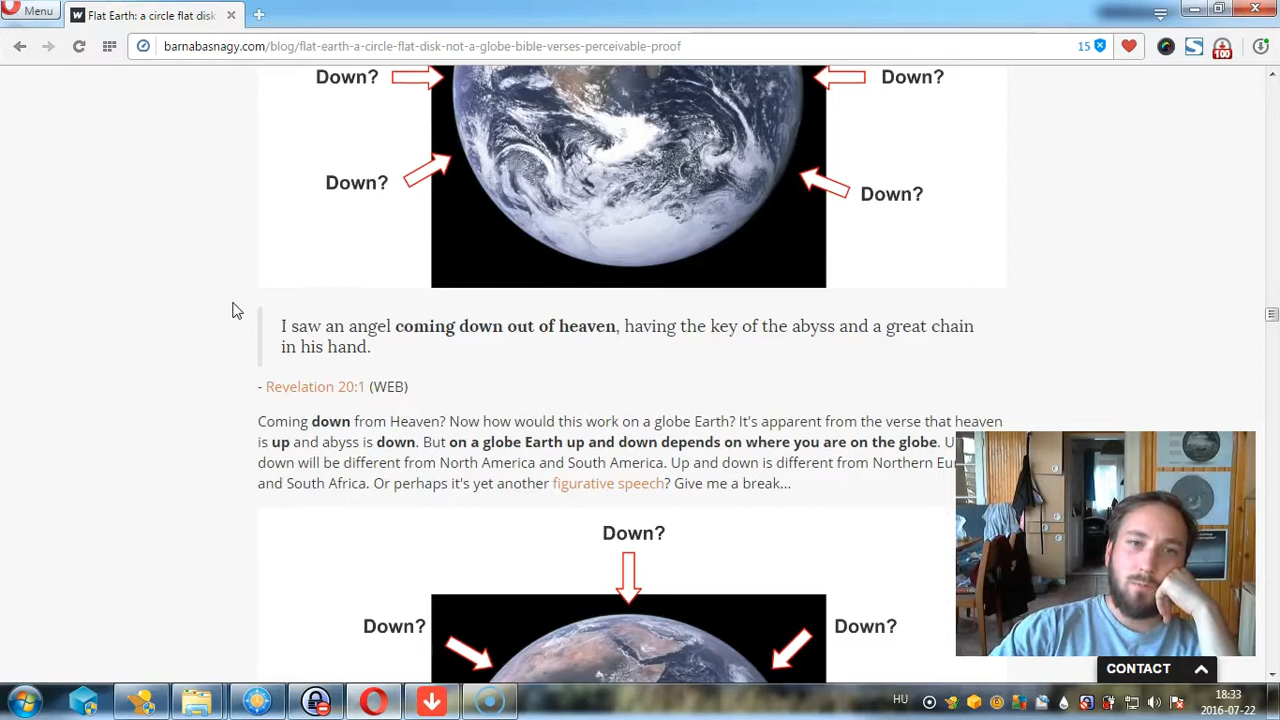 Menu
Flat Earth: a circle flat disk
barnabasnagy.com/blog/flat-earth-a-circle-flat-disk-not-a-globe-bible-verses-perceivable-proof
15
100
Down?
Down?
Down?
Down?
I saw an angel coming down out of heaven, having the key of the abyss and a great chain
in his hand.
- Revelation 20:1 (WEB)
Coming down from Heaven? Now how would this work on a globe Earth? It's apparent from the verse that heaven
is up and abyss is down. But on a globe Earth up and down depends on where you are on the globe.
down will be different from North America and South America. Up and down is different from Northern
and South Africa. Or perhaps it's yet another figurative speech? Give me a break...
Down?
Down?
Down?
CONTACT
HU
18:33
2016-07-22